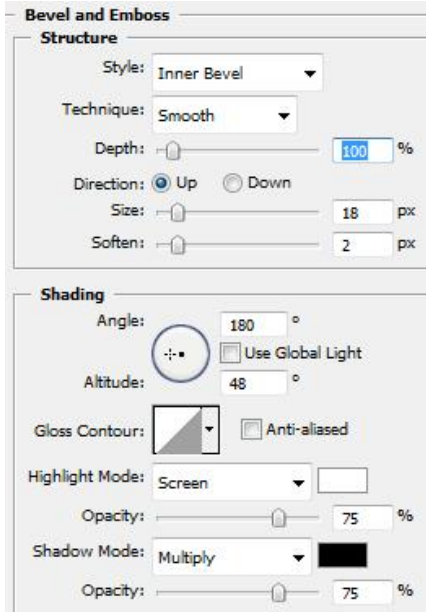 Bevel and Emboss
Structure
Style: Inner Bevel
Technique: Smooth
Depth: 100 %
Direction: Up Down
Size: 18 px
Soften: 2 px
Shading
Angle: 180 °
Use Global Light
Altitude: 48 °
Gloss Contour: Anti-aliased
Highlight Mode: Screen
Opacity: 75 %
Shadow Mode: Multiply
Opacity: 75 %